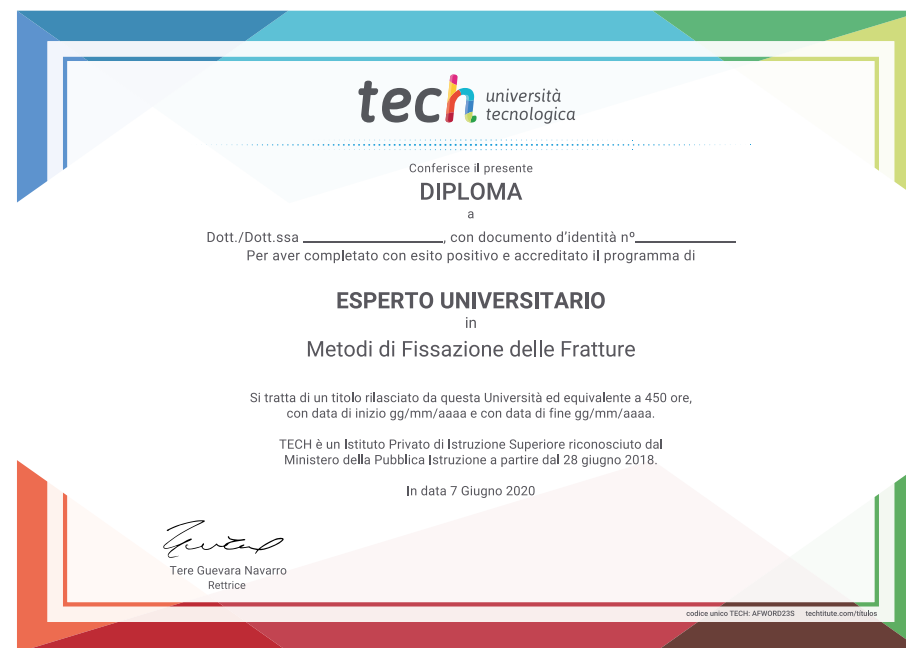 tech università
tecnologica
Conferisce il presente
DIPLOMA
a
Dott./Dott.ssa ____________________, con documento d'identità nº______________
Per aver completato con esito positivo e accreditato il programma di
ESPERTO UNIVERSITARIO
in
Metodi di Fissazione delle Fratture
Si tratta di un titolo rilasciato da questa Università ed equivalente a 450 ore,
con data di inizio gg/mm/aaaa e con data di fine gg/mm/aaaa.
TECH è un Istituto Privato di Istruzione Superiore riconosciuto dal
Ministero della Pubblica Istruzione a partire dal 28 giugno 2018.
In data 7 Giugno 2020
Tere Guevara Navarro
Rettrice
codice unico TECH: AFWORD23S techtitute.com/títulos